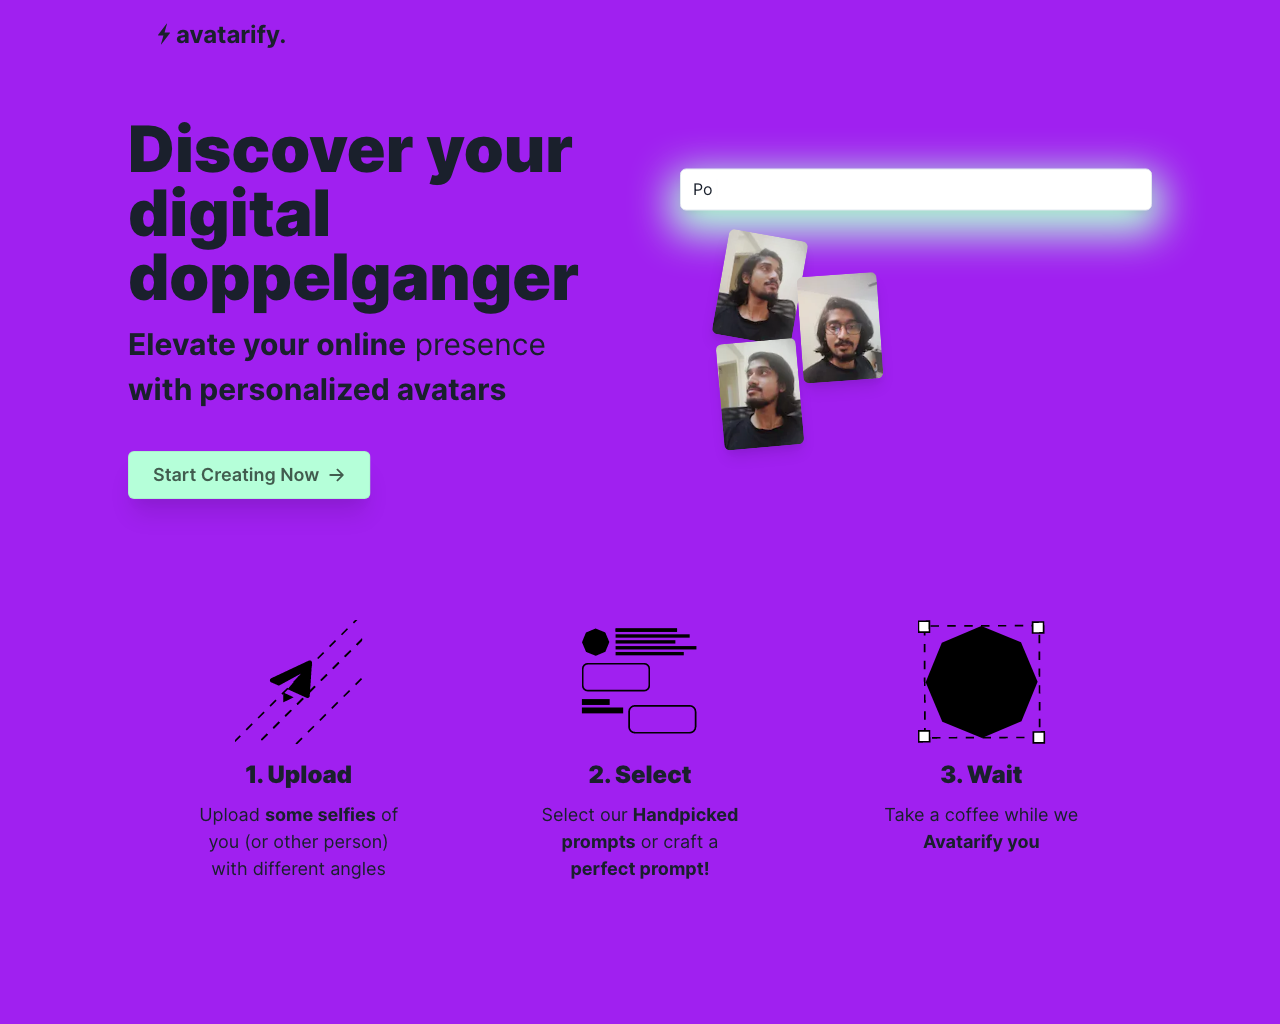 avatarify.
Discover your
digital
doppelganger
Elevate your online presence
with personalized avatars
Start Creating Now
Po
1. Upload
Upload some selfies of
you (or other person)
with different angles
2. Select
Select our Handpicked
prompts or craft a
perfect prompt!
3. Wait
Take a coffee while we
Avatarify you